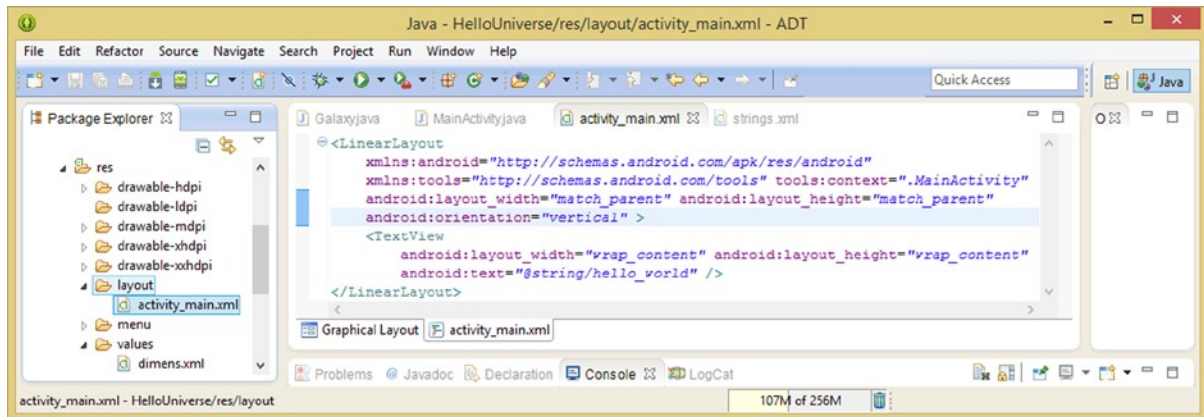 Java - HelloUniverse/res/layout/activity_main.xml - ADT
File Edit Refactor Source Navigate Search Project Run Window Help
Quick Access
Java
Package Explorer
res
drawable-hdpi
drawable-ldpi
drawable-mdpi
drawable-xhdpi
drawable-xxhdpi
layout
activity_main.xml
menu
values
dimens.xml
Galaxy.java MainActivity.java activity_main.xml strings.xml
<LinearLayout
xmlns:android="http://schemas.android.com/apk/res/android"
xmlns:tools="http://schemas.android.com/tools" tools:context=".MainActivity"
android:layout_width="match_parent" android:layout_height="match_parent"
android:orientation="vertical" >
<TextView
android:layout_width="wrap_content" android:layout_height="wrap_content"
android:text="@string/hello_world" />
</LinearLayout>
Graphical Layout activity_main.xml
Problems @ Javadoc Declaration Console LogCat
O
activity_main.xml - HelloUniverse/res/layout
107M of 256M